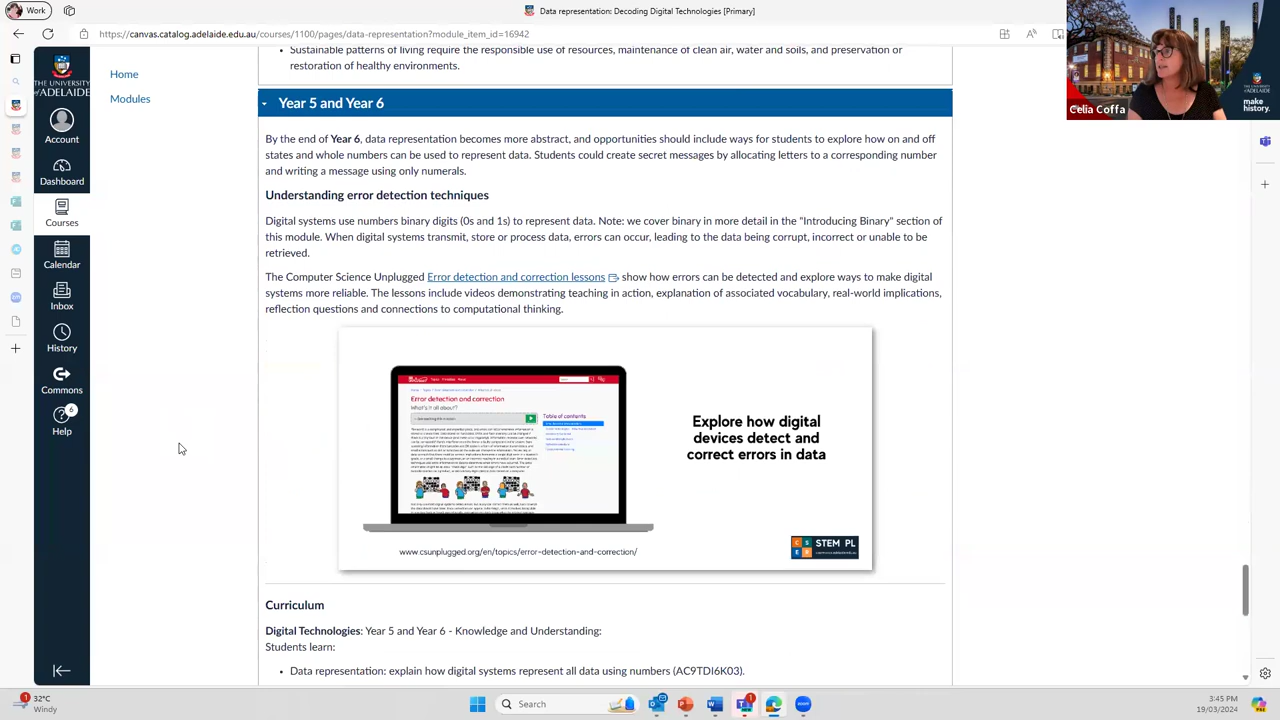 Work
Data representation: Decoding Digital Technologies [Primary]
https://canvas.catalog.adelaide.edu.au/courses/1100/pages/data-representation?module_item_id=16942
THE UNIVERSITY
of ADELAIDE
Account
Dashboard
Courses
Calendar
Inbox
History
Commons
6
Help
Home
Modules
• Sustainable patterns of living require the responsible use of resources, maintenance of clean air, water and soils, and preservation or
restoration of healthy environments.
Year 5 and Year 6
By the end of Year 6, data representation becomes more abstract, and opportunities should include ways for students to explore how on and off
states and whole numbers can be used to represent data. Students could create secret messages by allocating letters to a corresponding number
and writing a message using only numerals.
Understanding error detection techniques
Digital systems use numbers binary digits (0s and 1s) to represent data. Note: we cover binary in more detail in the "Introducing Binary" section of
this module. When digital systems transmit, store or process data, errors can occur, leading to the data being corrupt, incorrect or unable to be
retrieved.
The Computer Science Unplugged Error detection and correction lessons show how errors can be detected and explore ways to make digital
systems more reliable. The lessons include videos demonstrating teaching in action, explanation of associated vocabulary, real-world implications,
reflection questions and connections to computational thinking.
Error detection and correction
What's it all about?
Table of contents
www.csunplugged.org/en/topics/error-detection-and-correction/
Explore how digital
devices detect and
correct errors in data
CS
ER
STEM PL
Curriculum
Digital Technologies: Year 5 and Year 6 - Knowledge and Understanding:
Students learn:
• Data representation: explain how digital systems represent all data using numbers (AC9TDI6K03).
Celia Coffa
make
history.
1
32°C
Windy
Search
1
3:45 PM
19/03/2024